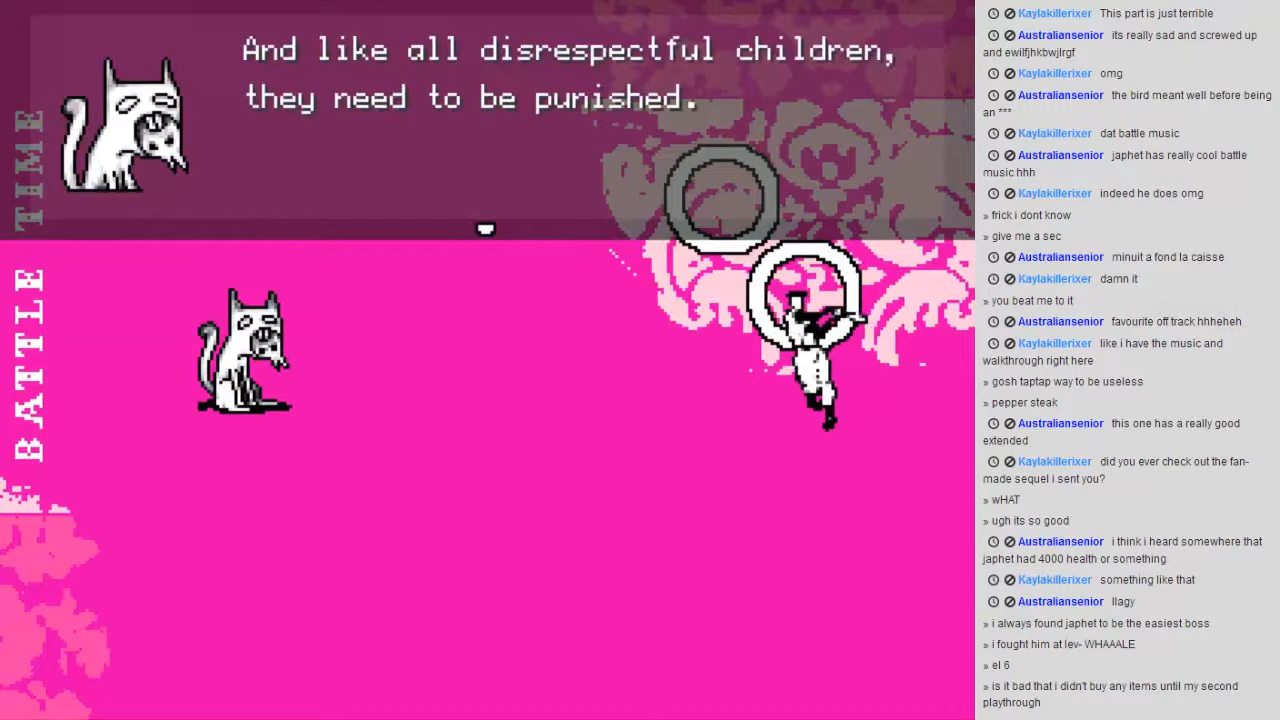 And like all disrespectful children,
they need to be punished.
BATTLE TIME
Kaylakillerixer This part is just terrible
Australiansenior its really sad and screwed up
and ewilfjhkbwjlrgf
Kaylakillerixer omg
Australiansenior the bird meant well before being
an ***
Kaylakillerixer dat battle music
Australiansenior japhet has really cool battle
music hhh
Kaylakillerixer indeed he does omg
» frick i dont know
» give me a sec
Australiansenior minuit a fond la caisse
Kaylakillerixer damn it
» you beat me to it
Australiansenior favourite off track hhheheh
Kaylakillerixer like i have the music and
walkthrough right here
» gosh taptap way to be useless
» pepper steak
Australiansenior this one has a really good
extended
Kaylakillerixer did you ever check out the fan-
made sequel i sent you?
» wHAT
» ugh its so good
Australiansenior i think i heard somewhere that
japhet had 4000 health or something
Kaylakillerixer something like that
Australiansenior llagy
» i always found japhet to be the easiest boss
» i fought him at lev- WHAAALE
» el 6
» is it bad that i didn't buy any items until my second
playthrough